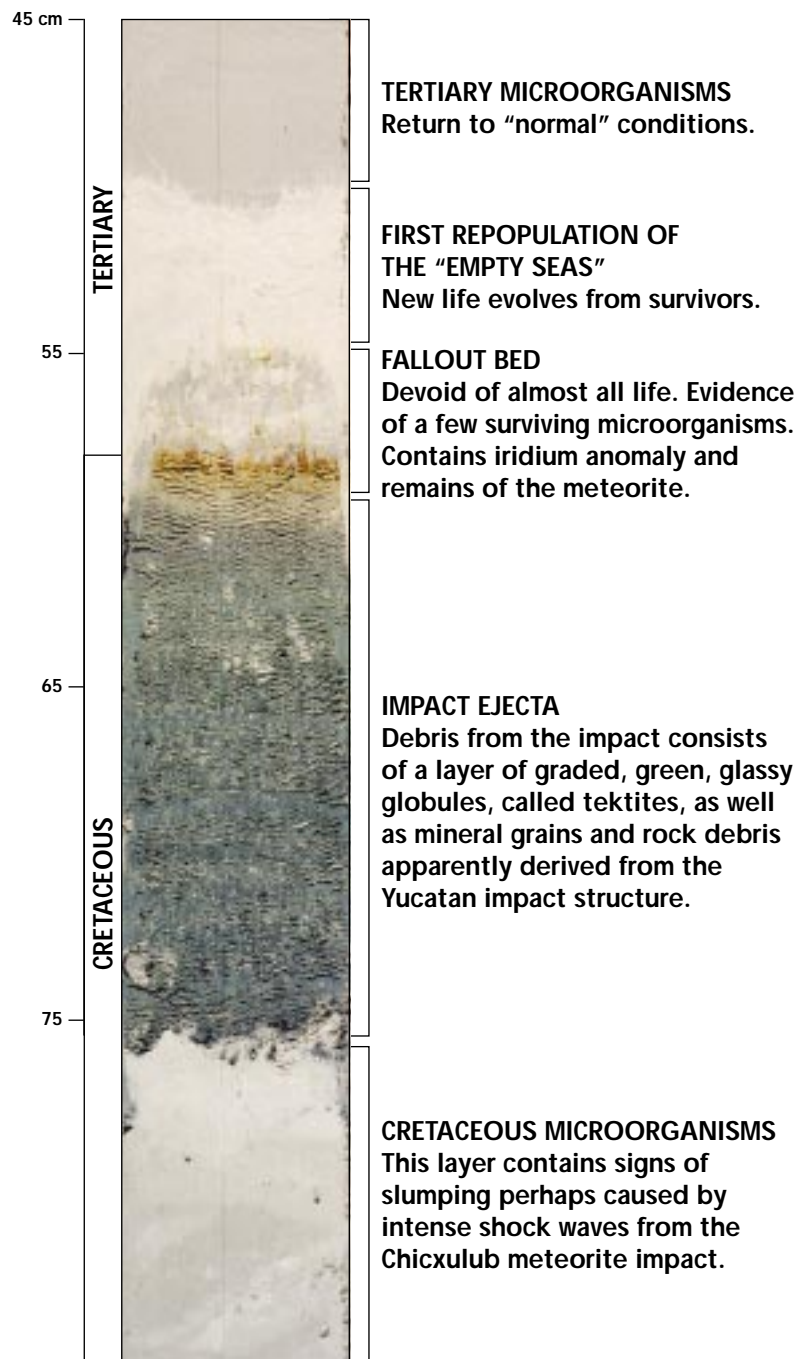 45 cm
TERTIARY MICROORGANISMS
Return to “normal” conditions.
TERTIARY
FIRST REPOPULATION OF
THE “EMPTY SEAS”
New life evolves from survivors.
55
FALLOUT BED
Devoid of almost all life. Evidence
of a few surviving microorganisms.
Contains iridium anomaly and
remains of the meteorite.
65
IMPACT EJECTA
Debris from the impact consists
of a layer of graded, green, glassy
globules, called tektites, as well
as mineral grains and rock debris
apparently derived from the
Yucatan impact structure.
CRETACEOUS
75
CRETACEOUS MICROORGANISMS
This layer contains signs of
slumping perhaps caused by
intense shock waves from the
Chicxulub meteorite impact.